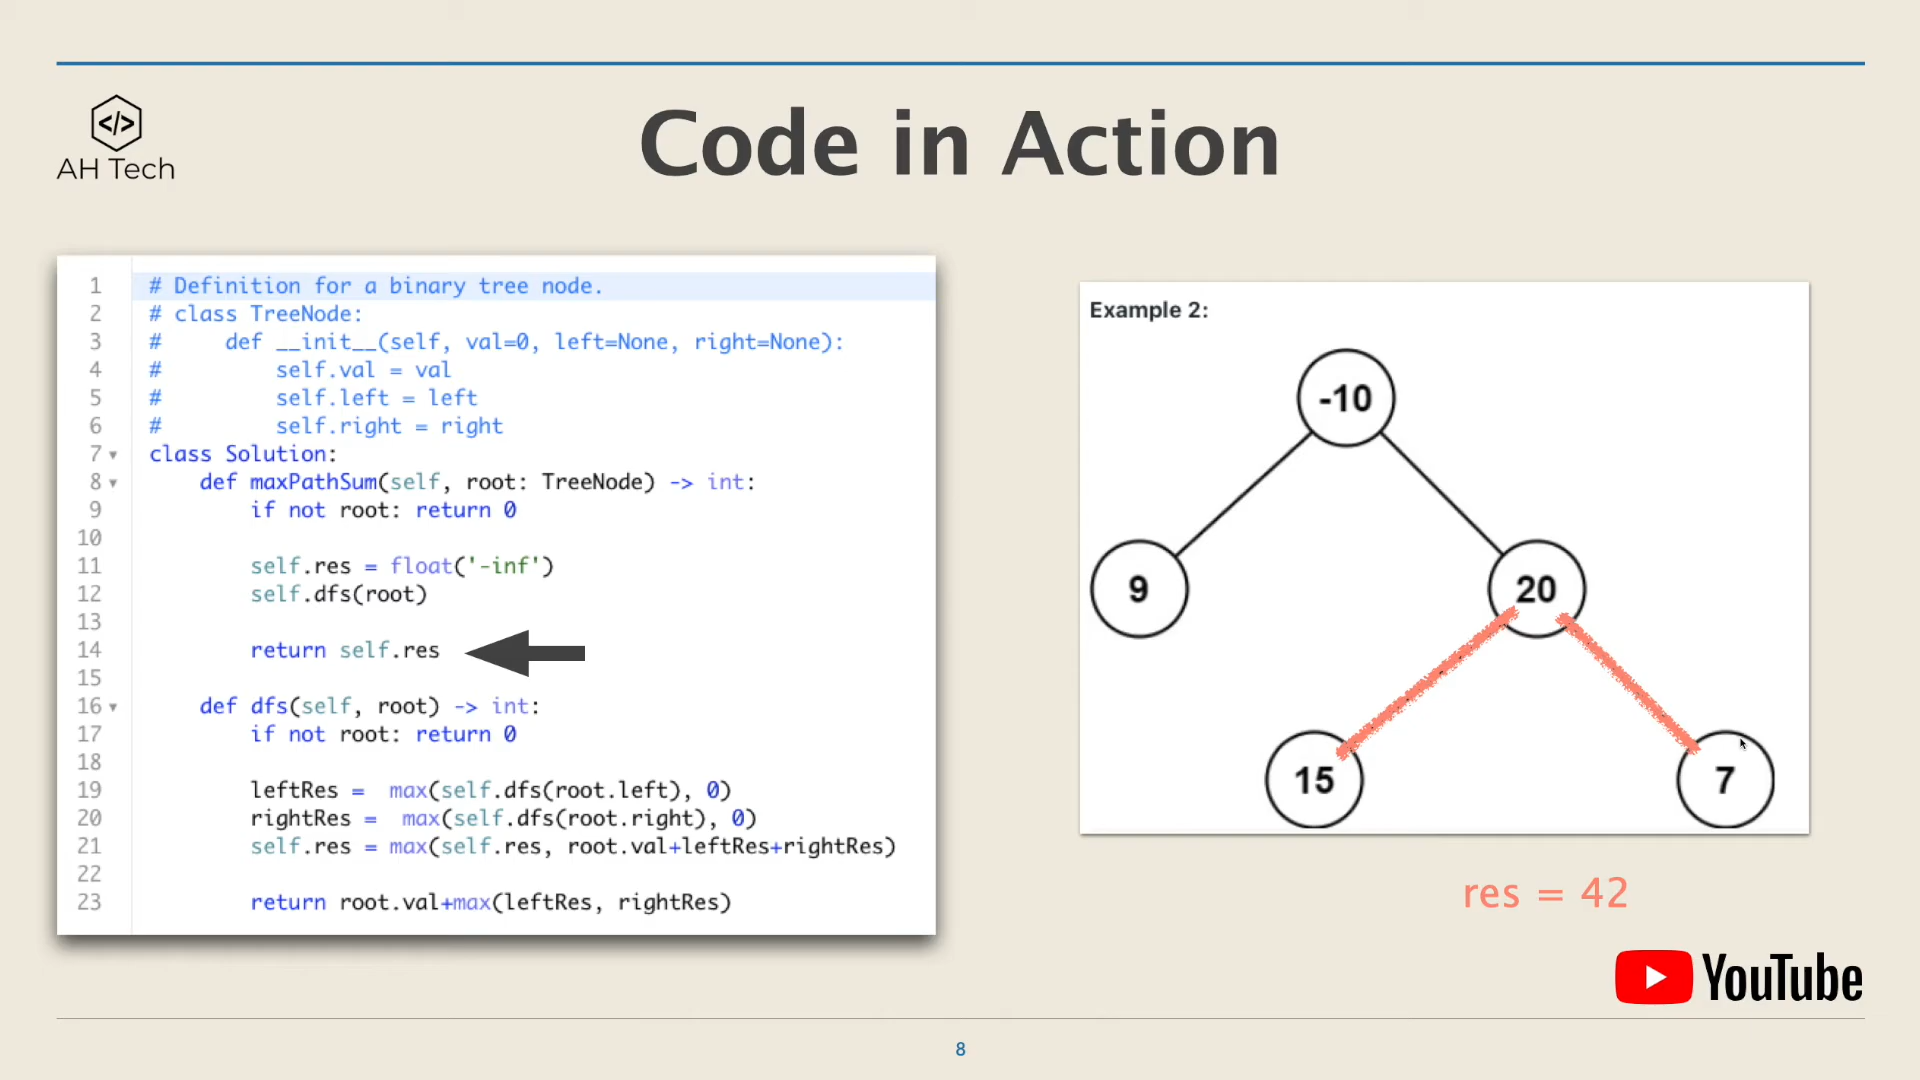 </> AH Tech
Code in Action
1 # Definition for a binary tree node.
2 # class TreeNode:
3 #     def __init__(self, val=0, left=None, right=None):
4 #         self.val = val
5 #         self.left = left
6 #         self.right = right
7 class Solution:
8     def maxPathSum(self, root: TreeNode) -> int:
9         if not root: return 0
10
11         self.res = float('-inf')
12         self.dfs(root)
13
14         return self.res
15
16     def dfs(self, root) -> int:
17         if not root: return 0
18
19         leftRes =  max(self.dfs(root.left), 0)
20         rightRes =  max(self.dfs(root.right), 0)
21         self.res = max(self.res, root.val+leftRes+rightRes)
22
23         return root.val+max(leftRes, rightRes)
Example 2:
-10
9 20
15 7
res = 42
YouTube
8